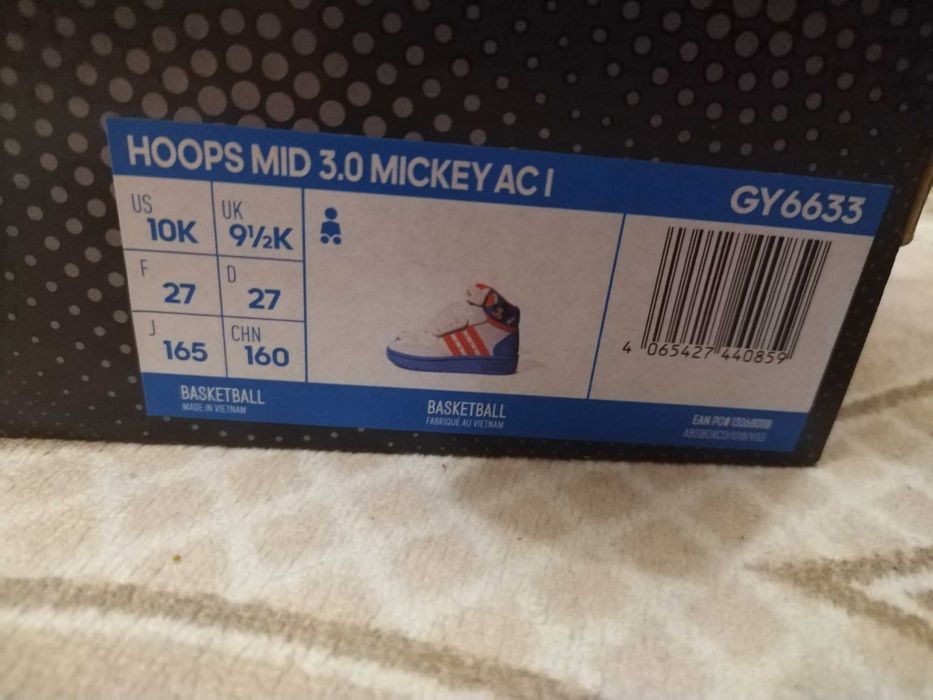 HOOPS MID 3.0 MICKEY AC I
GY6633
US
10K
UK
9½K
F
27
D
27
J
165
CHN
160
4 065427 440859
BASKETBALL
MADE IN VIETNAM
BASKETBALL
FABRIQUÉ AU VIETNAM
EAN PO#